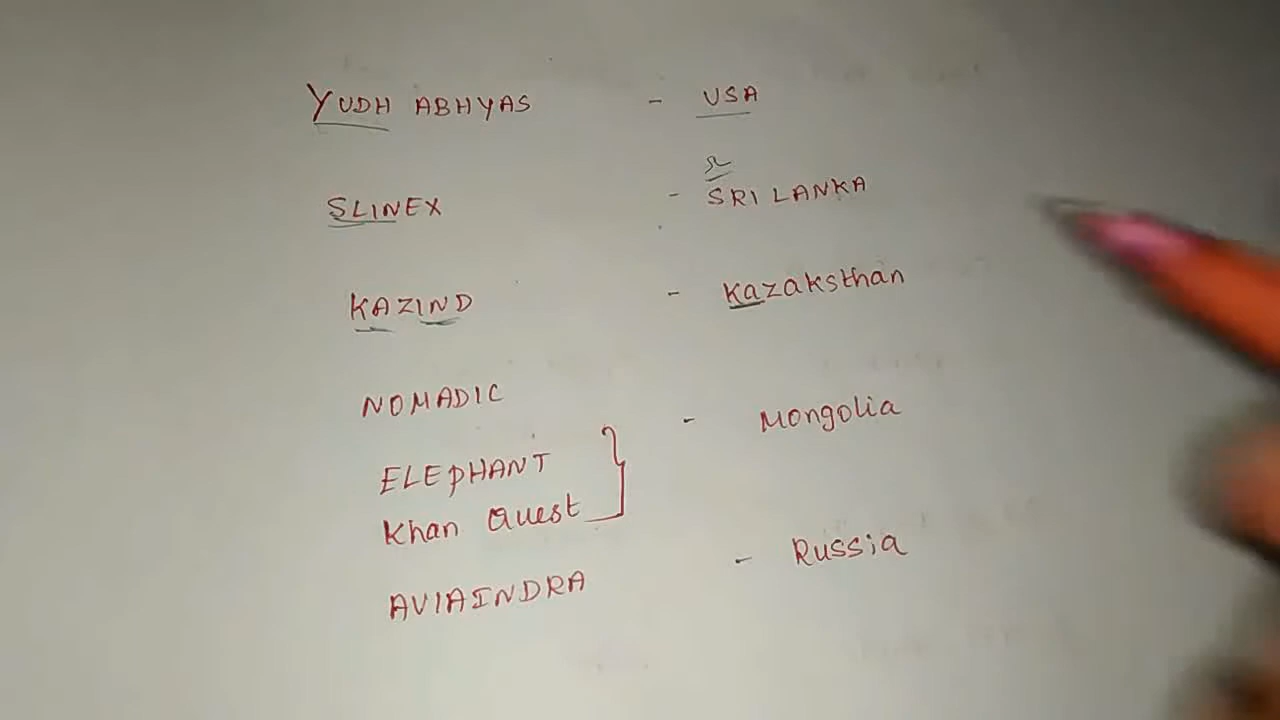 YUDH ABHYAS - USA
SRI LANKA
SLINEX -
KAZIND - Kazaksthan
NOMADIC
ELEPHANT - Mongolia
Khan Quest
AVIAINDRA - Russia